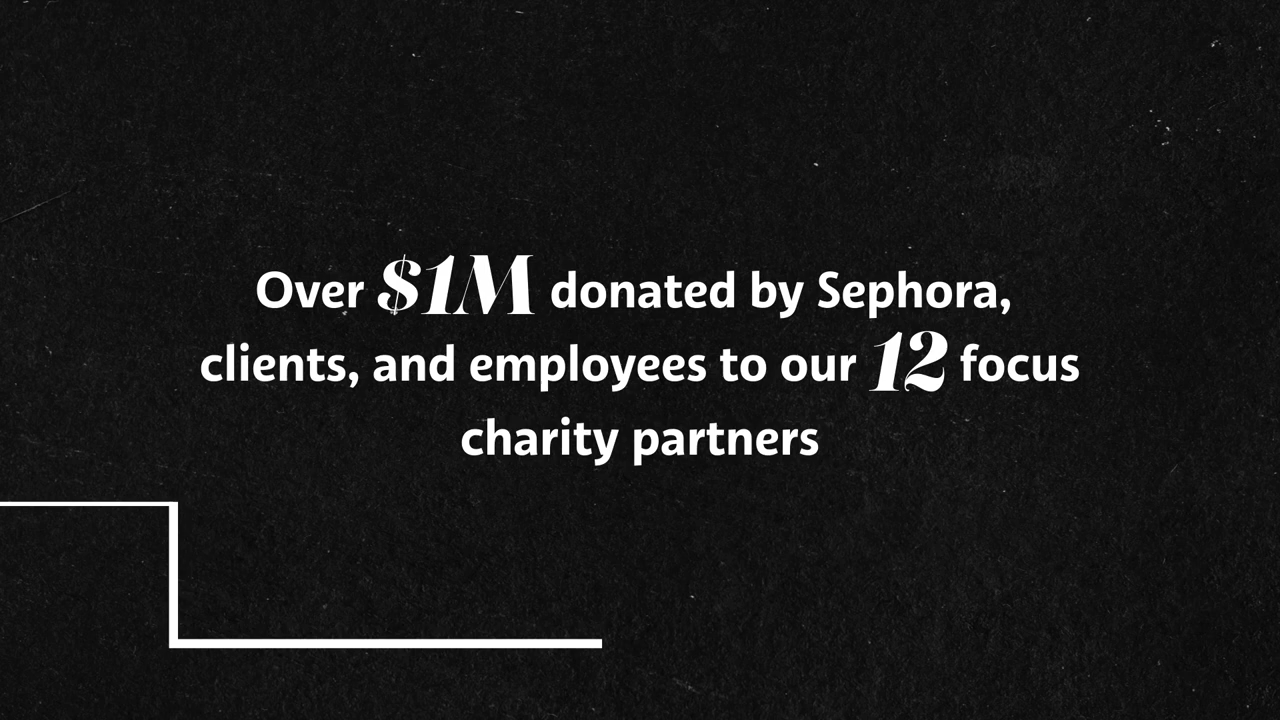 Over $1M donated by Sephora,
clients, and employees to our 12 focus
charity partners